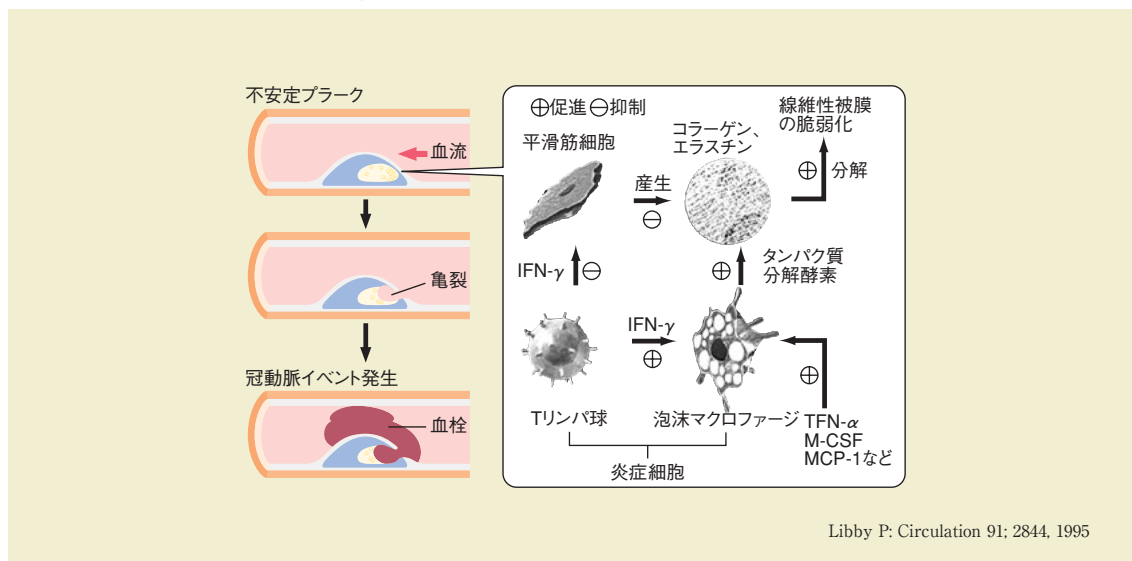 不安定プラーク
血流
亀裂
冠動脈イベント発生
血栓
⊕促進⊖抑制
平滑筋細胞
コラーゲン、
エラスチン
線維性被膜
の脆弱化
産生
⊖
⊕
分解
IFN-γ
⊖
⊕
タンパク質
分解酵素
IFN-γ
⊕
⊕
Tリンパ球
泡沫マクロファージ
TFN-α
M-CSF
MCP-1など
炎症細胞
Libby P: Circulation 91; 2844, 1995